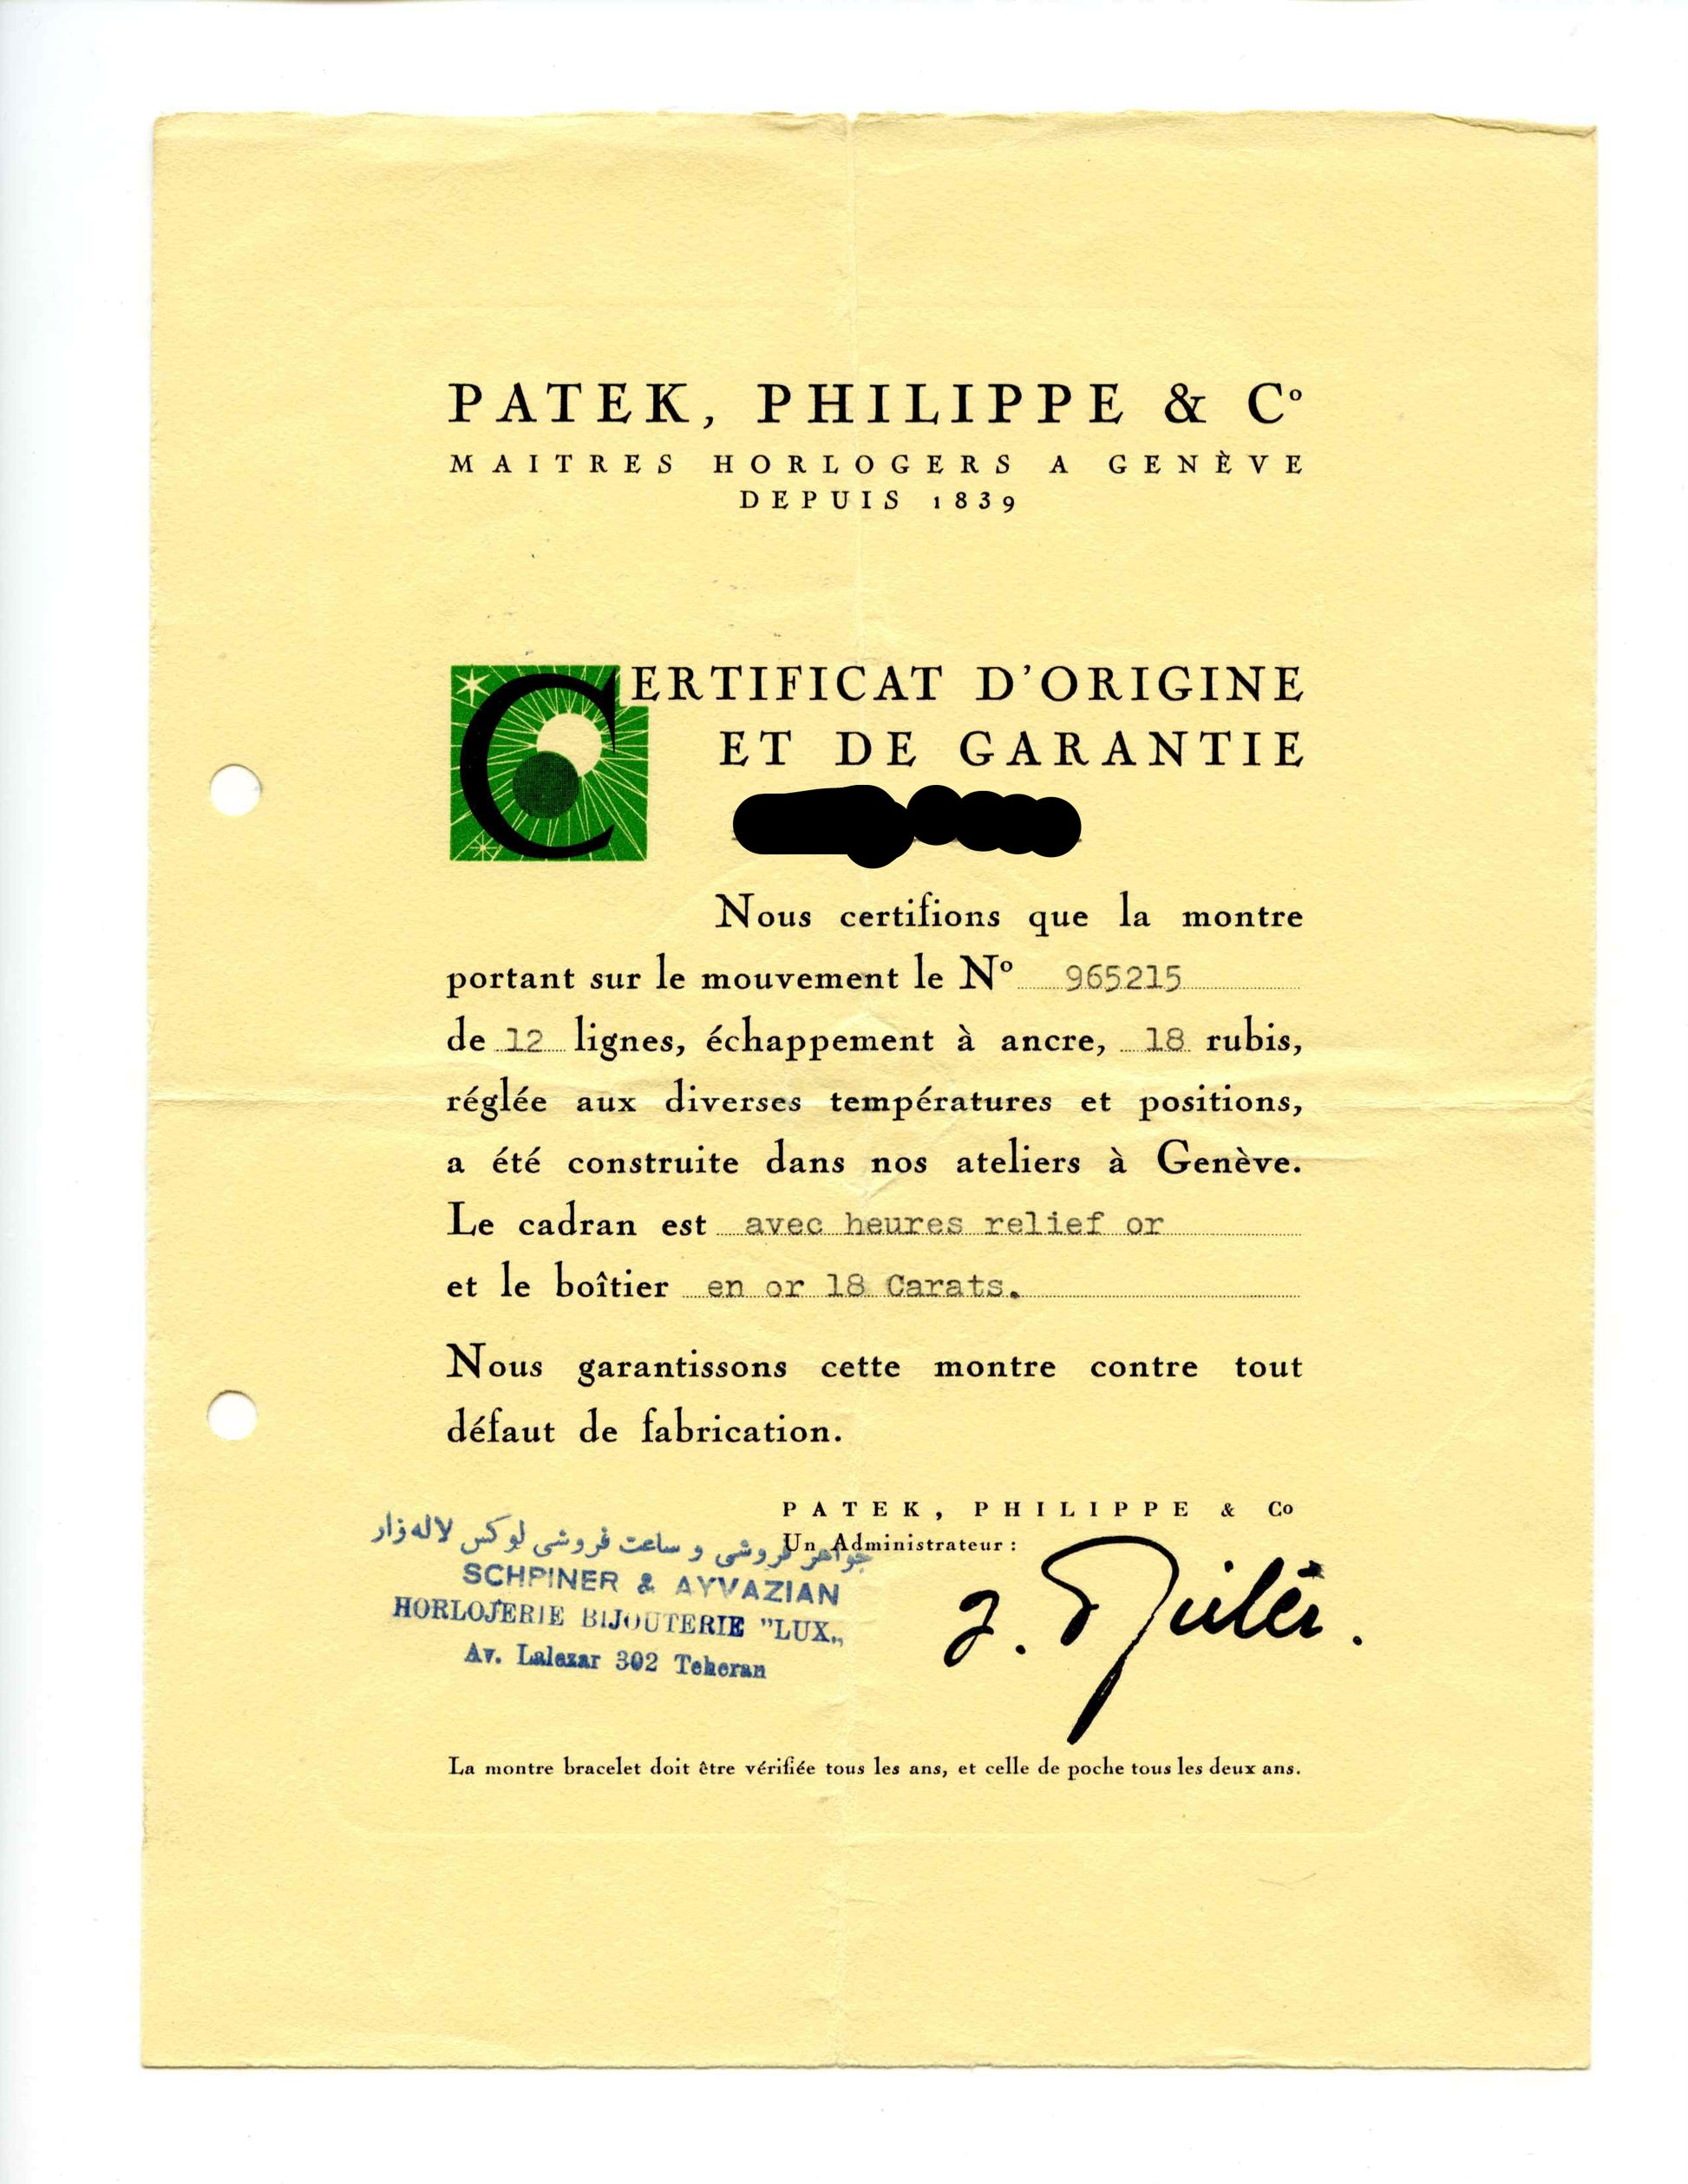 PATEK, PHILIPPE & Cº
MAITRES HORLOGERS A GENÈVE
DEPUIS 1839
CERTIFICAT D'ORIGINE
ET DE GARANTIE
Nous certifions que la montre
portant sur le mouvement le Nº 965215
de 12 lignes, échappement à ancre, 18 rubis,
réglée aux diverses températures et positions,
a été construite dans nos ateliers à Genève.
Le cadran est avec heures relief or
et le boîtier en or 18 Carats.
Nous garantissons cette montre contre tout
défaut de fabrication.
PATEK, PHILIPPE & Co
Un Administrateur :
جواهر فروشی و ساعت فروشی لوکس لاله‌زار
SCHPINER & AYVAZIAN
HORLOJERIE BIJOUTERIE "LUX„
Av. Lalezar 302 Teheran
La montre bracelet doit être vérifiée tous les ans, et celle de poche tous les deux ans.